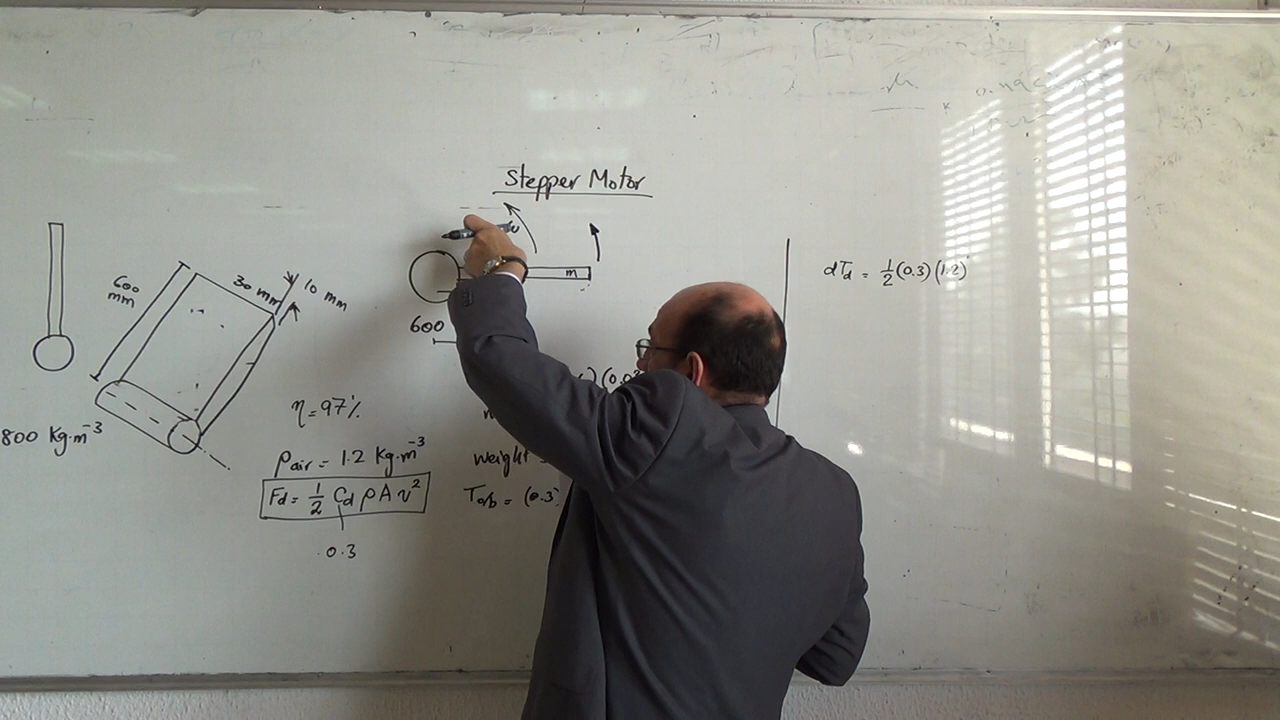 Stepper Motor
600 mm
30 mm
10 mm
800 Kg.m⁻³
η = 97%
ρair = 1.2 Kg.m⁻³
Fd = 1/2 Cd ρ A v²
0.3
m
600
weight
To/b = (0.3)
dTd = 1/2 (0.3)(1.2)